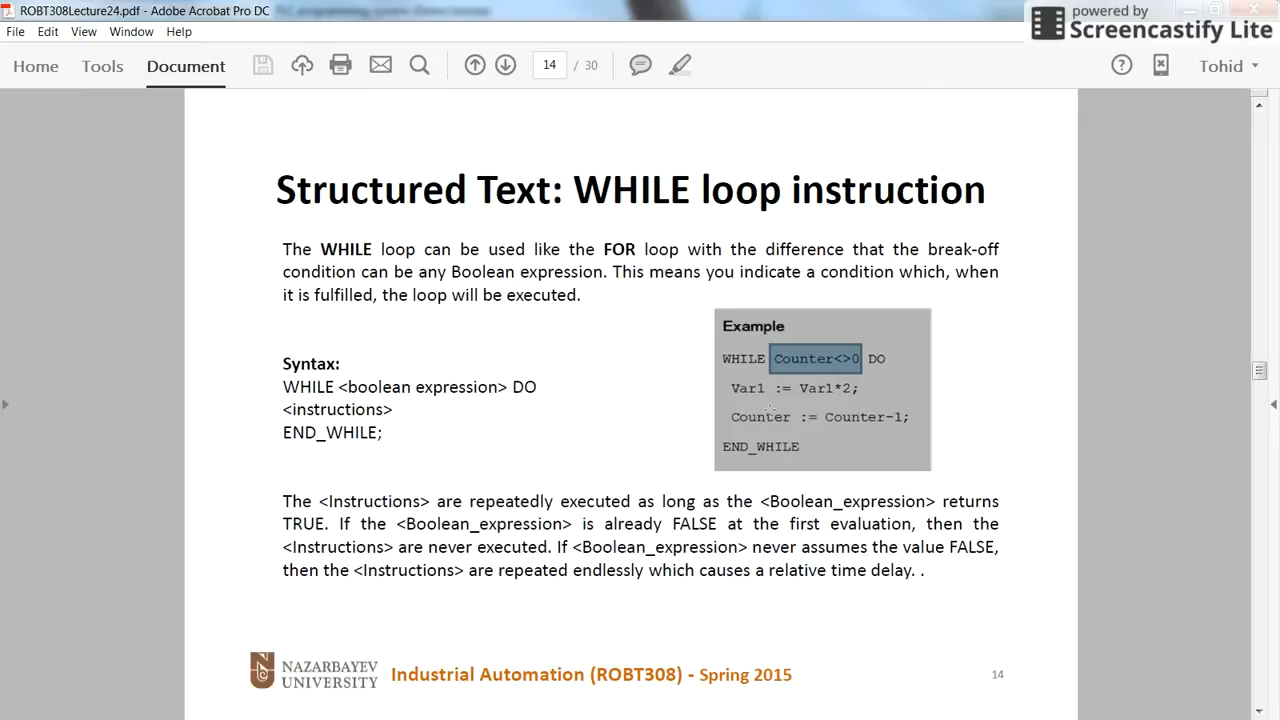 ROBT308Lecture24.pdf - Adobe Acrobat Pro DC
powered by
Screencastify Lite
File Edit View Window Help
Home Tools Document 14 / 30 Tohid
Structured Text: WHILE loop instruction
The WHILE loop can be used like the FOR loop with the difference that the break-off
condition can be any Boolean expression. This means you indicate a condition which, when
it is fulfilled, the loop will be executed.
Syntax:
WHILE <boolean expression> DO
<instructions>
END_WHILE;
Example
WHILE Counter<>0 DO
Var1 := Var1*2;
Counter := Counter-1;
END_WHILE
The <Instructions> are repeatedly executed as long as the <Boolean_expression> returns
TRUE. If the <Boolean_expression> is already FALSE at the first evaluation, then the
<Instructions> are never executed. If <Boolean_expression> never assumes the value FALSE,
then the <Instructions> are repeated endlessly which causes a relative time delay. .
NAZARBAYEV
UNIVERSITY
Industrial Automation (ROBT308) - Spring 2015
14